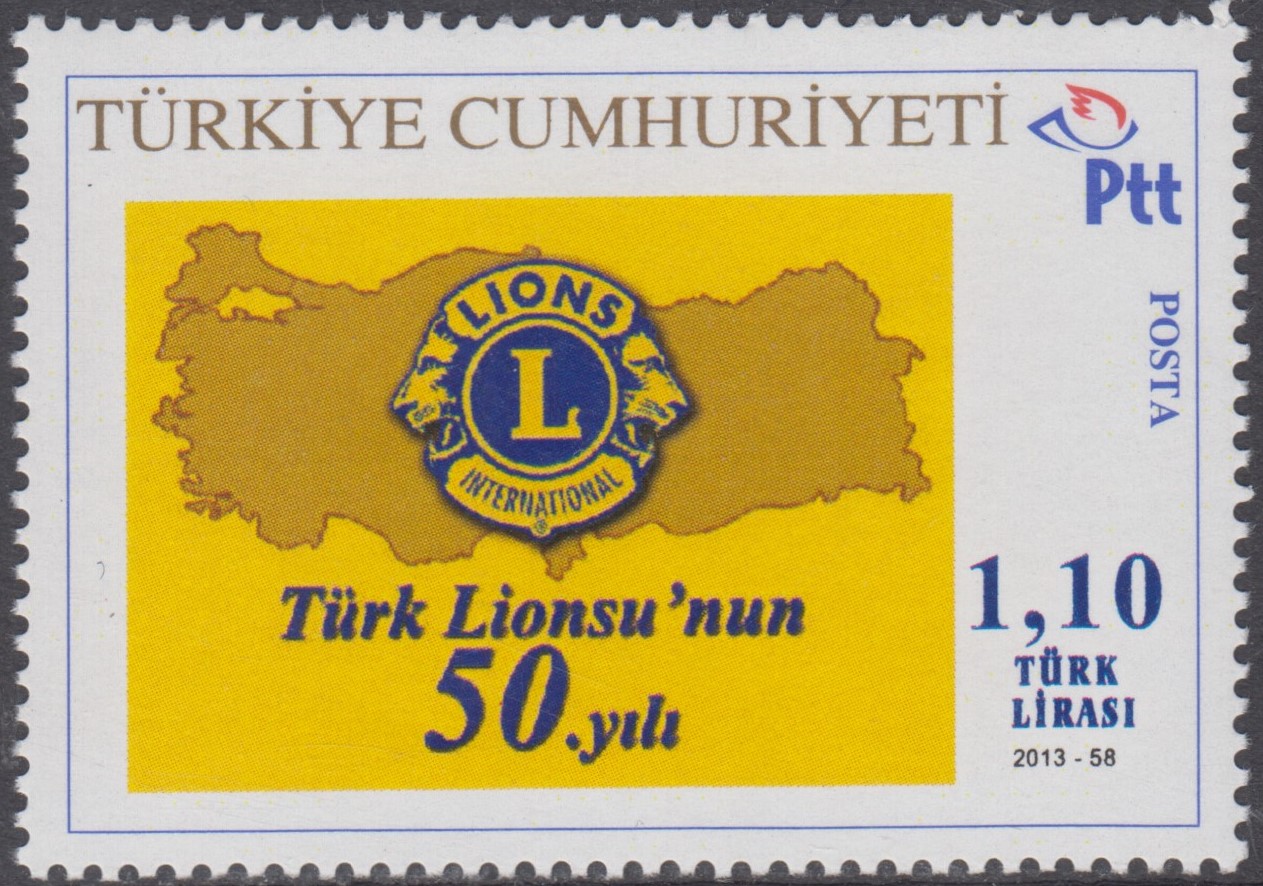 TÜRKİYE CUMHURİYETİ
Ptt
POSTA
LIONS
L
INTERNATIONAL
®
Türk Lionsu'nun
50.yılı
1,10
TÜRK
LİRASI
2013 - 58